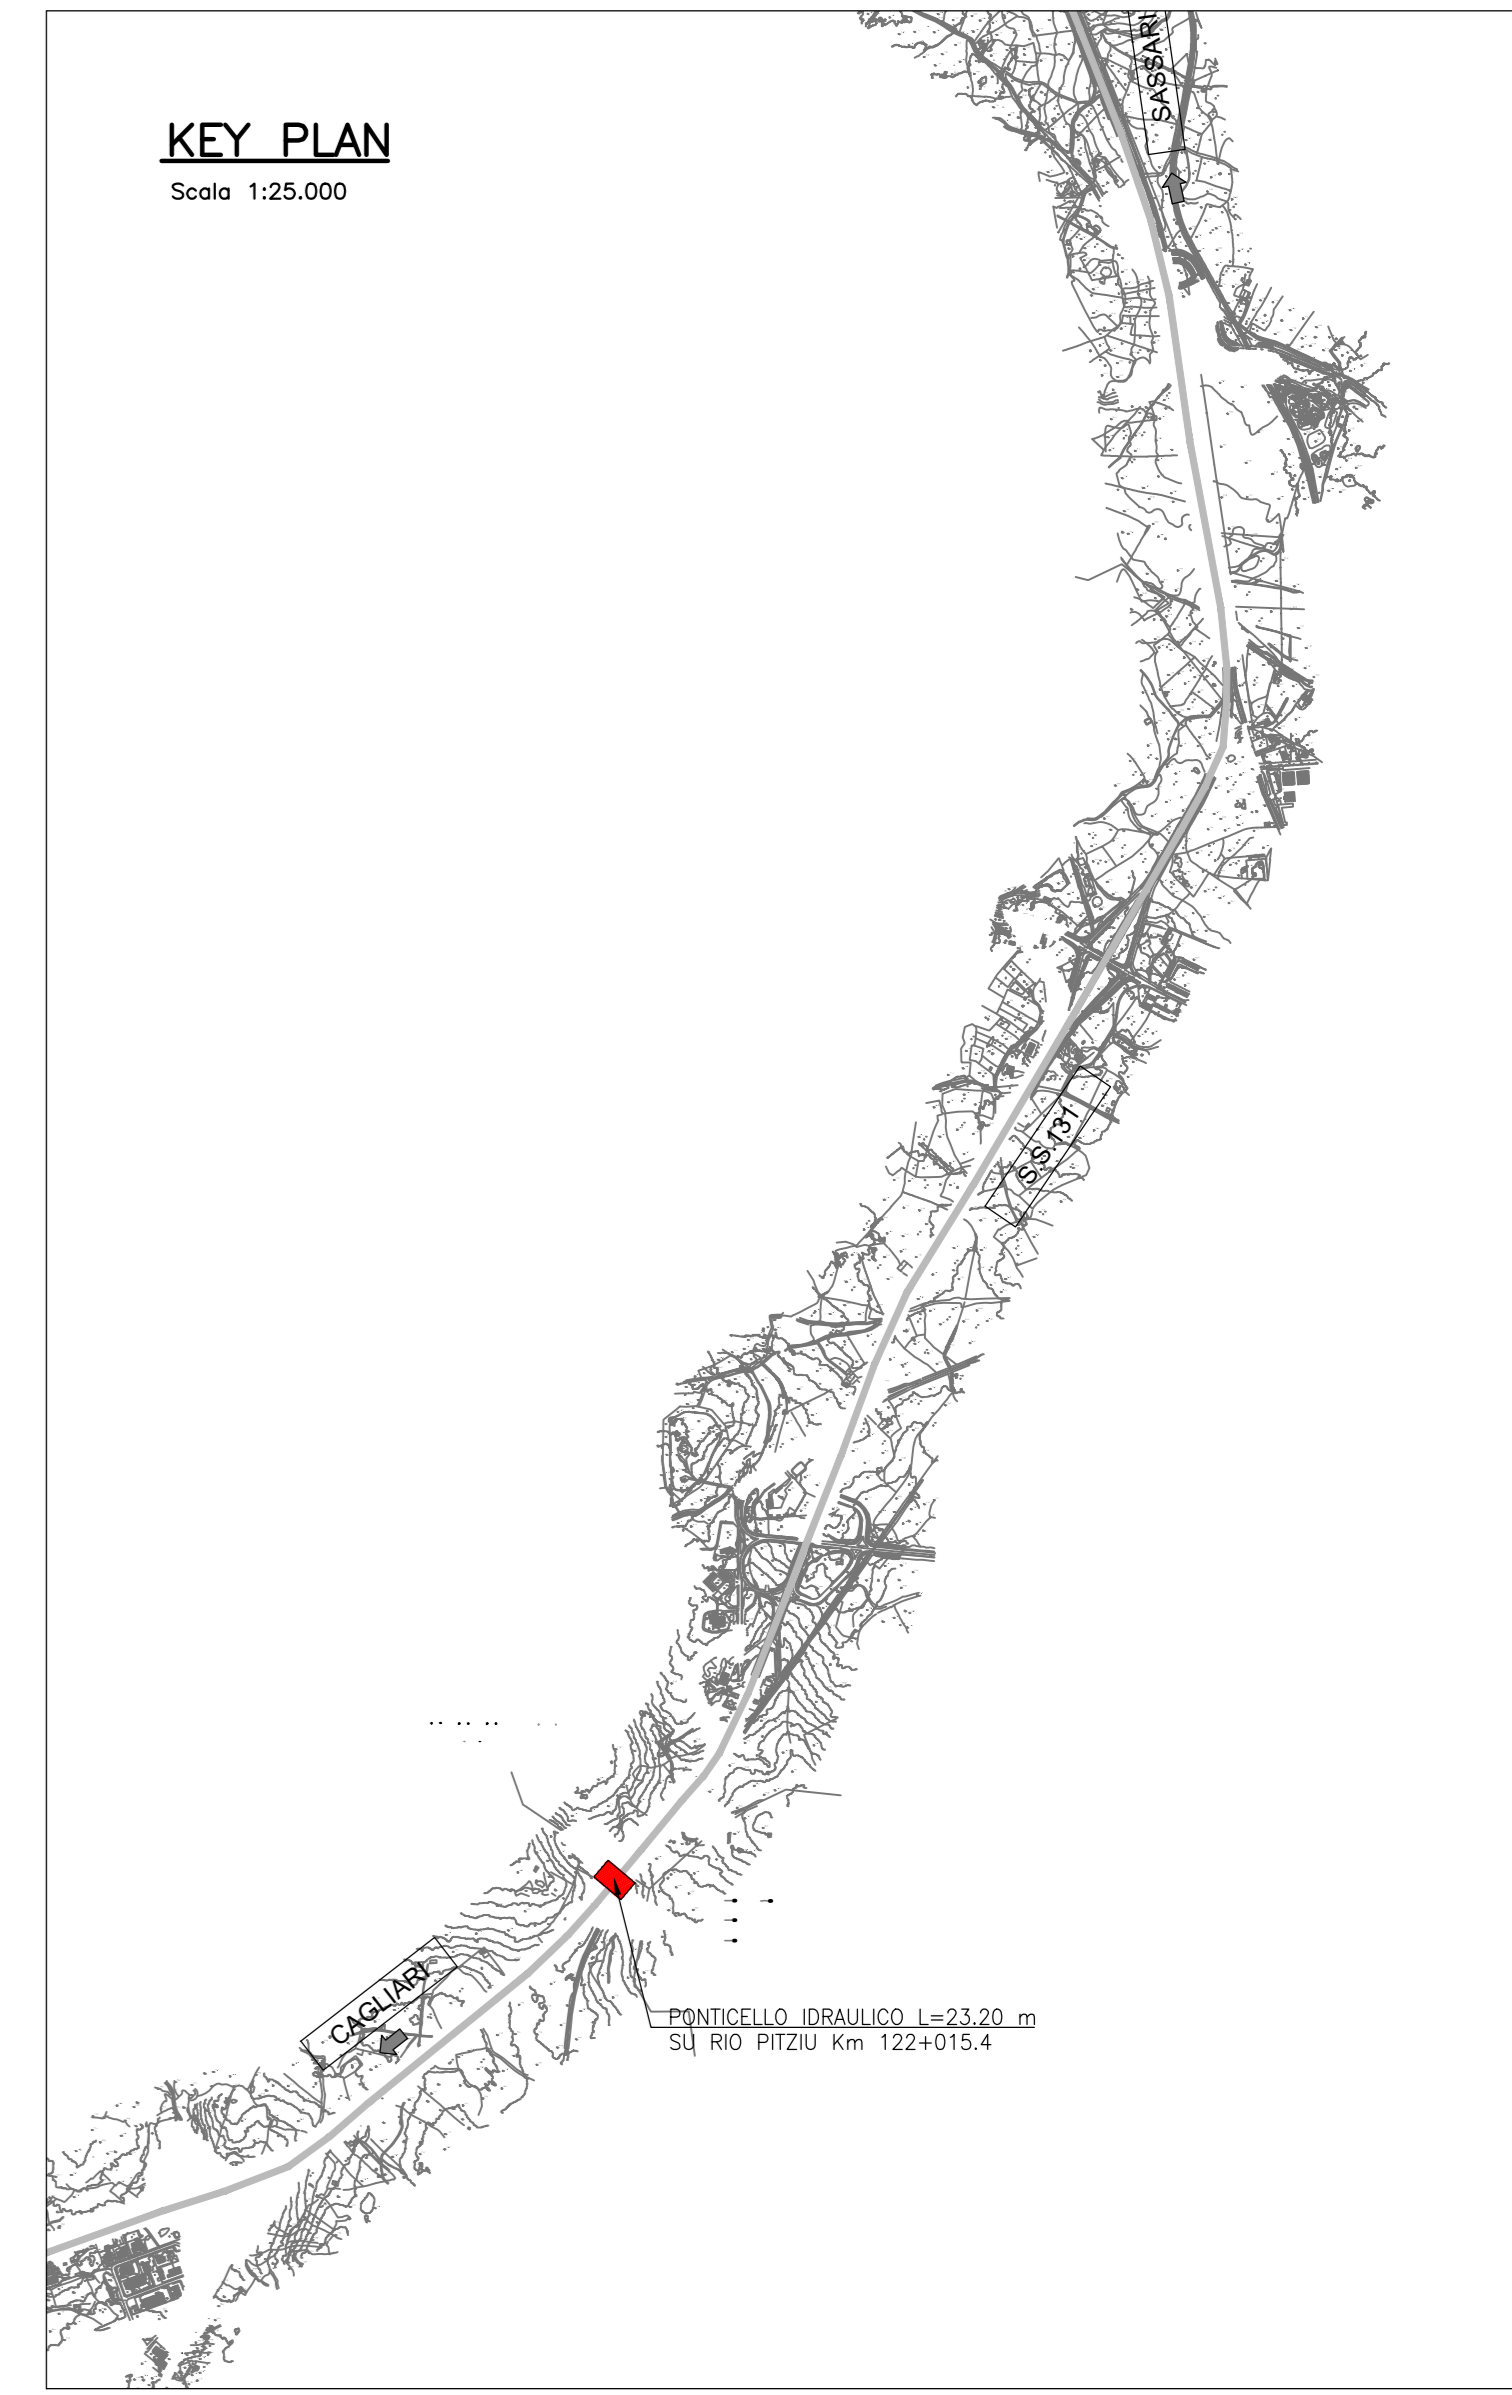 SASSARI
KEY PLAN
Scala 1:25.000
S.S.131
CAGLIARI
PONTICELLO IDRAULICO L=23.20 m
SU RIO PITZIU Km 122+015.4